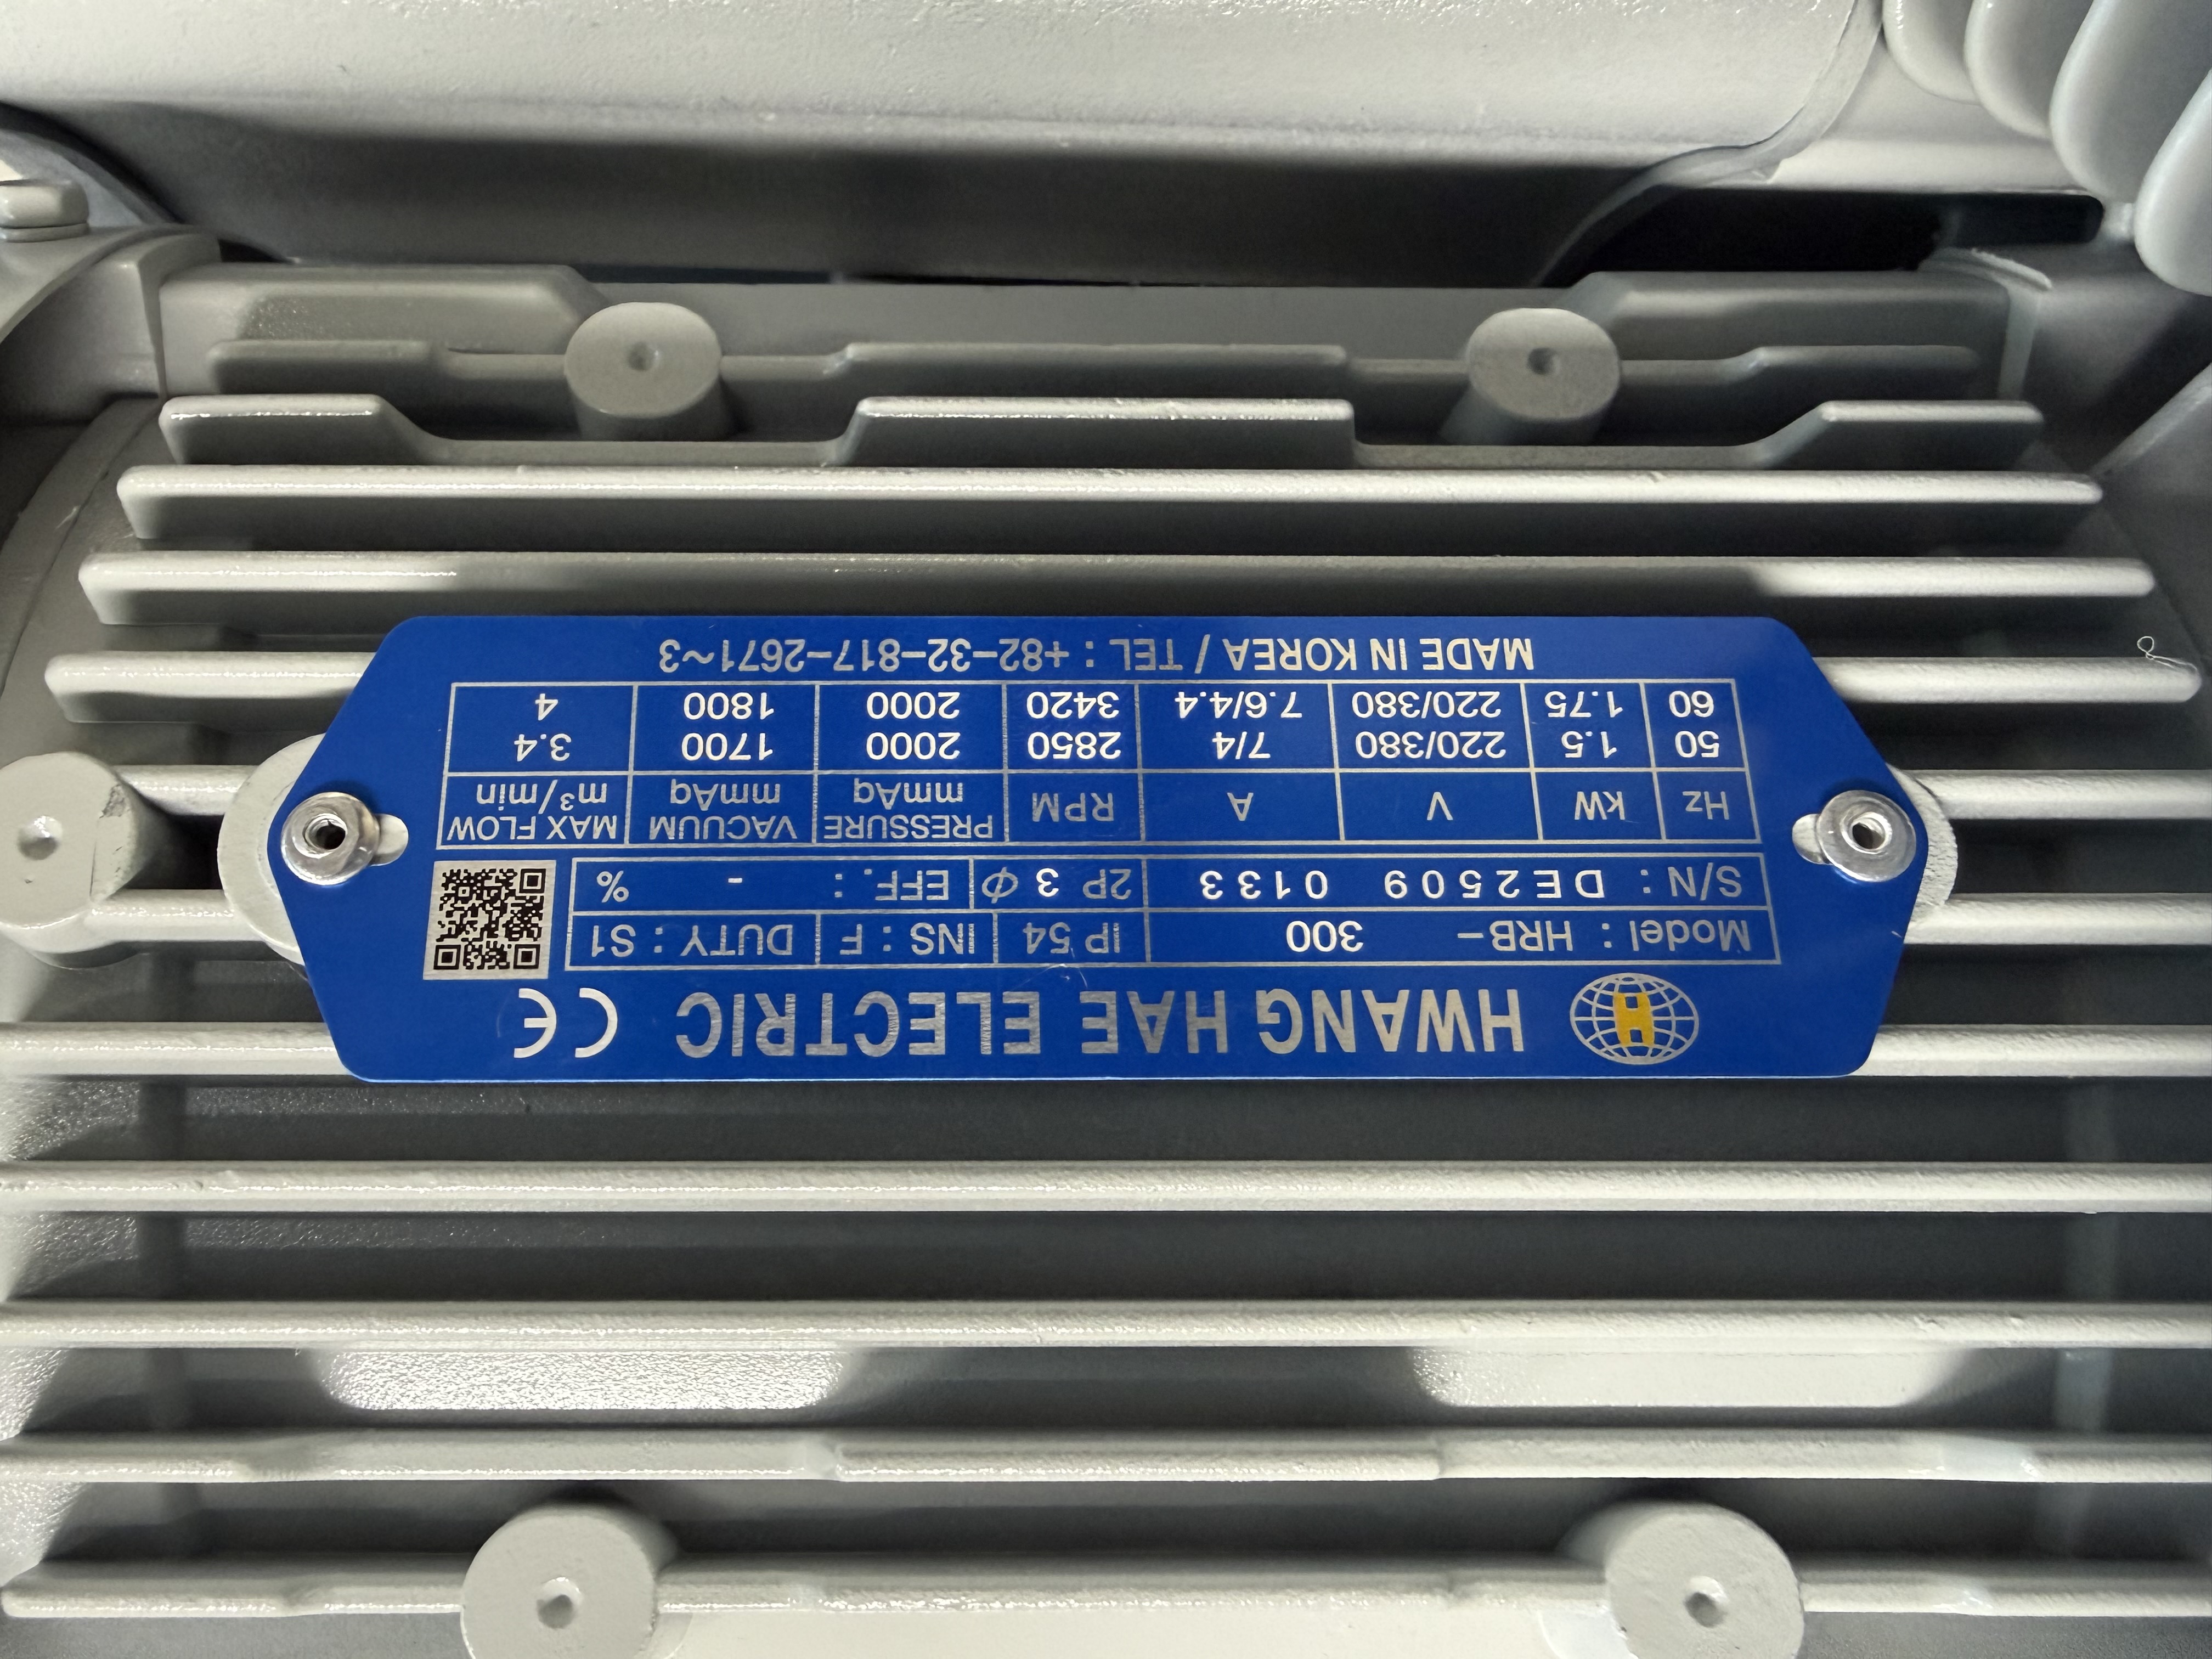 HWANG HAE ELECTRIC CE
Model : HRB- 300 IP 54 INS : F DUTY : S1
S/N : DE2509 0133 2P 3 Ø EFF. : - %
Hz kW V A RPM PRESSURE mmAq VACUUM mmAq MAX FLOW m³/min
50 1.5 220/380 7/4 2850 2000 1700 3.4
60 1.75 220/380 7.6/4.4 3420 2000 1800 4
MADE IN KOREA / TEL : +82-32-817-2671~3